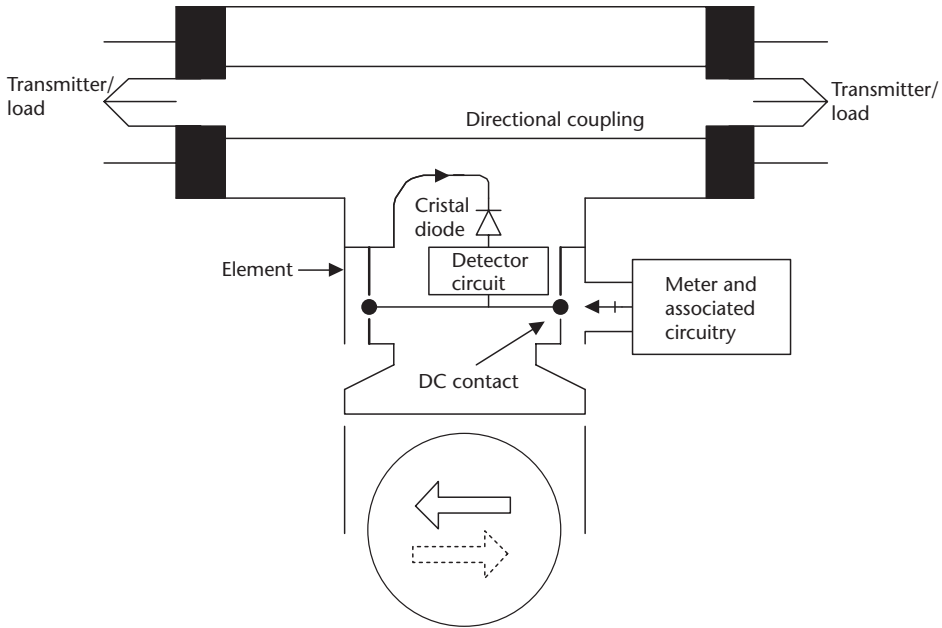 Transmitter/
load
Transmitter/
load
Directional coupling
Cristal
diode
Element
Detector
circuit
Meter and
associated
circuitry
DC contact